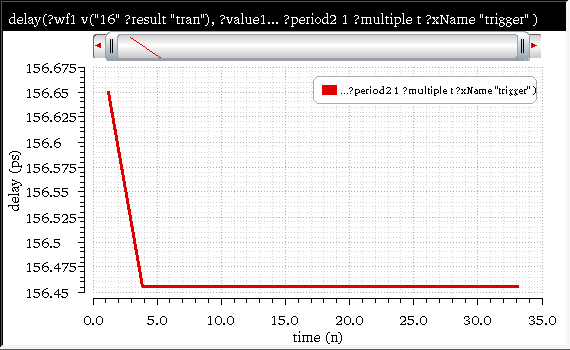 delay(?wf1 v("16" ?result "tran"), ?value1... ?period2 1 ?multiple t ?xName "trigger" )
...?period2 1 ?multiple t ?xName "trigger" )
156.675
156.65
156.625
156.6
156.575
156.55
156.525
156.5
156.475
156.45
delay (ps)
0.0 5.0 10.0 15.0 20.0 25.0 30.0 35.0
time (n)